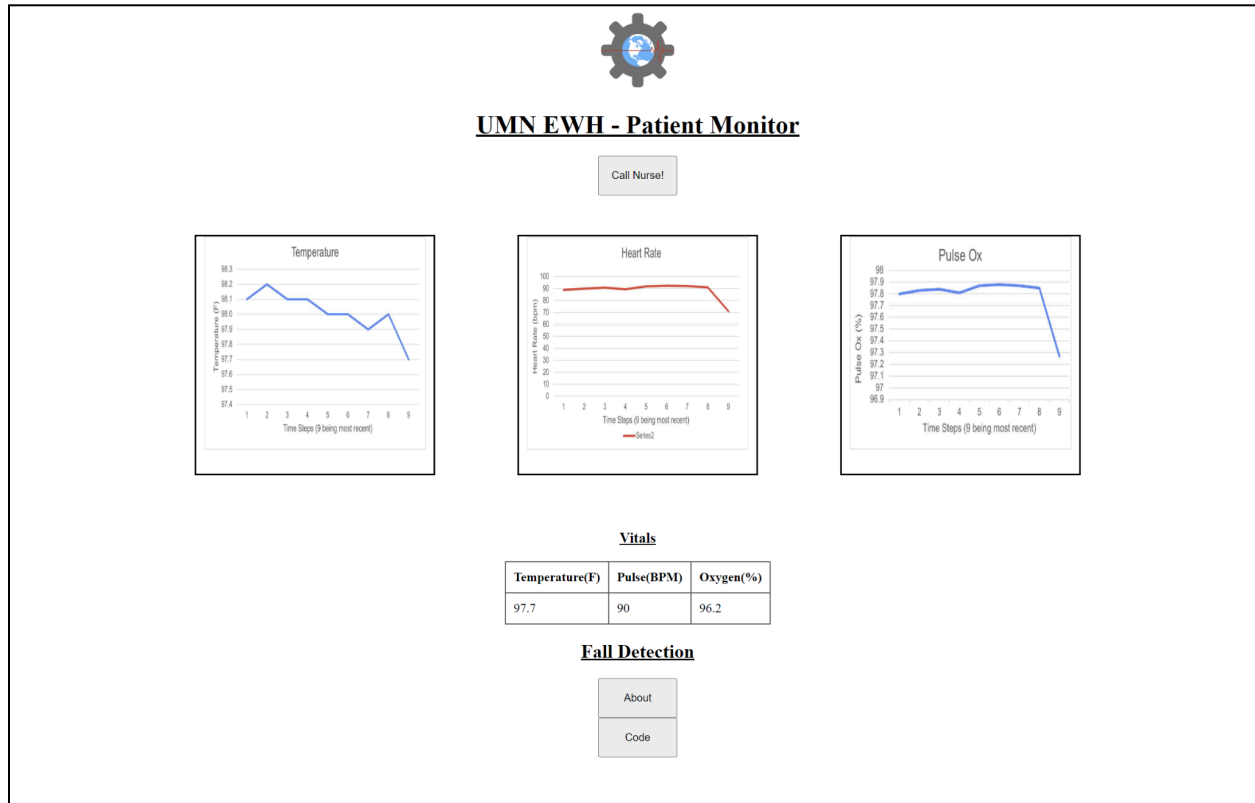 UMN EWH - Patient Monitor
Call Nurse!
Temperature
98.3
98.2
98.1
98.0
97.9
97.8
97.7
97.6
97.5
97.4
Temperature (F)
1 2 3 4 5 6 7 8 9
Time Steps (9 being most recent)
Heart Rate
100
90
80
70
60
50
40
30
20
10
0
Heart Rate (bpm)
1 2 3 4 5 6 7 8 9
Time Steps (9 being most recent)
Series2
Pulse Ox
98
97.9
97.8
97.7
97.6
97.5
97.4
97.3
97.2
97.1
97
96.9
Pulse Ox (%)
1 2 3 4 5 6 7 8 9
Time Steps (9 being most recent)
Vitals
Temperature(F) Pulse(BPM) Oxygen(%)
97.7 90 96.2
Fall Detection
About
Code